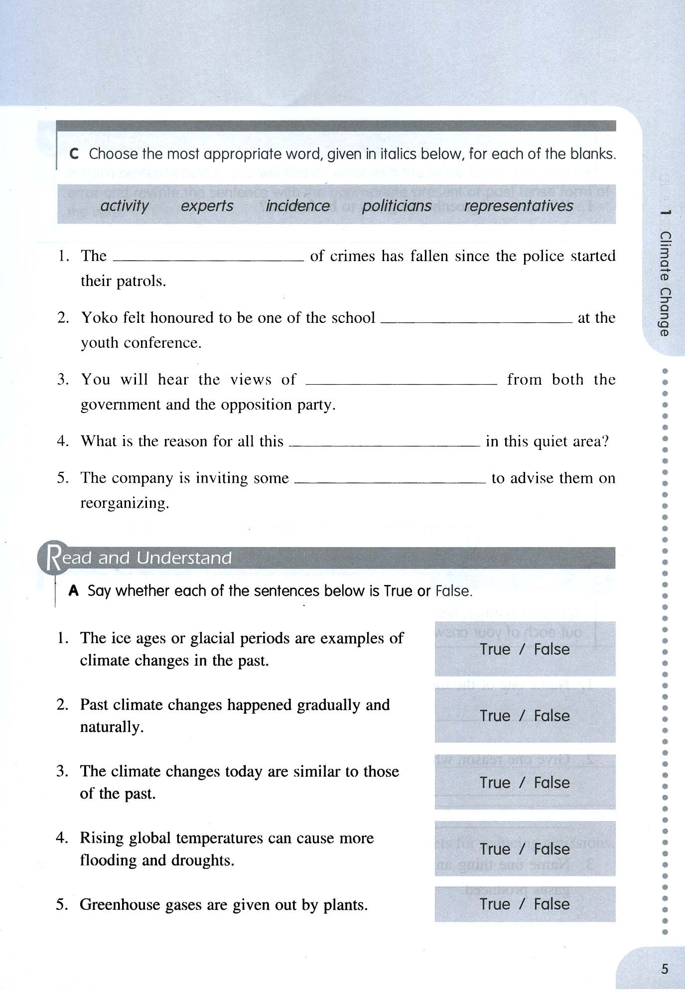 C Choose the most appropriate word, given in italics below, for each of the blanks.
activity experts incidence politicians representatives
1. The ____________ of crimes has fallen since the police started
their patrols.
2. Yoko felt honoured to be one of the school ____________ at the
youth conference.
3. You will hear the views of ____________ from both the
government and the opposition party.
4. What is the reason for all this ____________ in this quiet area?
5. The company is inviting some ____________ to advise them on
reorganizing.
Read and Understand
A Say whether each of the sentences below is True or False.
1. The ice ages or glacial periods are examples of
climate changes in the past.
True / False
2. Past climate changes happened gradually and
naturally.
True / False
3. The climate changes today are similar to those
of the past.
True / False
4. Rising global temperatures can cause more
flooding and droughts.
True / False
5. Greenhouse gases are given out by plants.
True / False
1 Climate Change
5